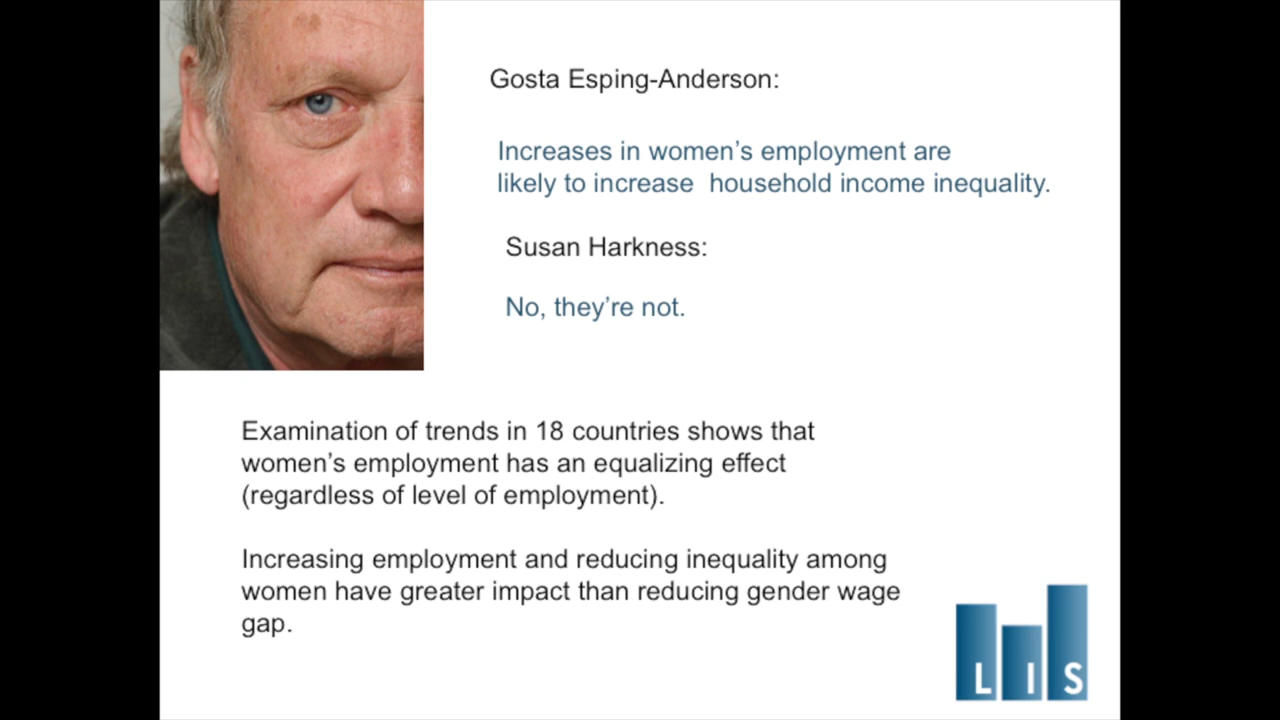 Gosta Esping-Anderson:
Increases in women's employment are
likely to increase  household income inequality.
Susan Harkness:
No, they're not.
Examination of trends in 18 countries shows that
women's employment has an equalizing effect
(regardless of level of employment).
Increasing employment and reducing inequality among
women have greater impact than reducing gender wage
gap.
LIS